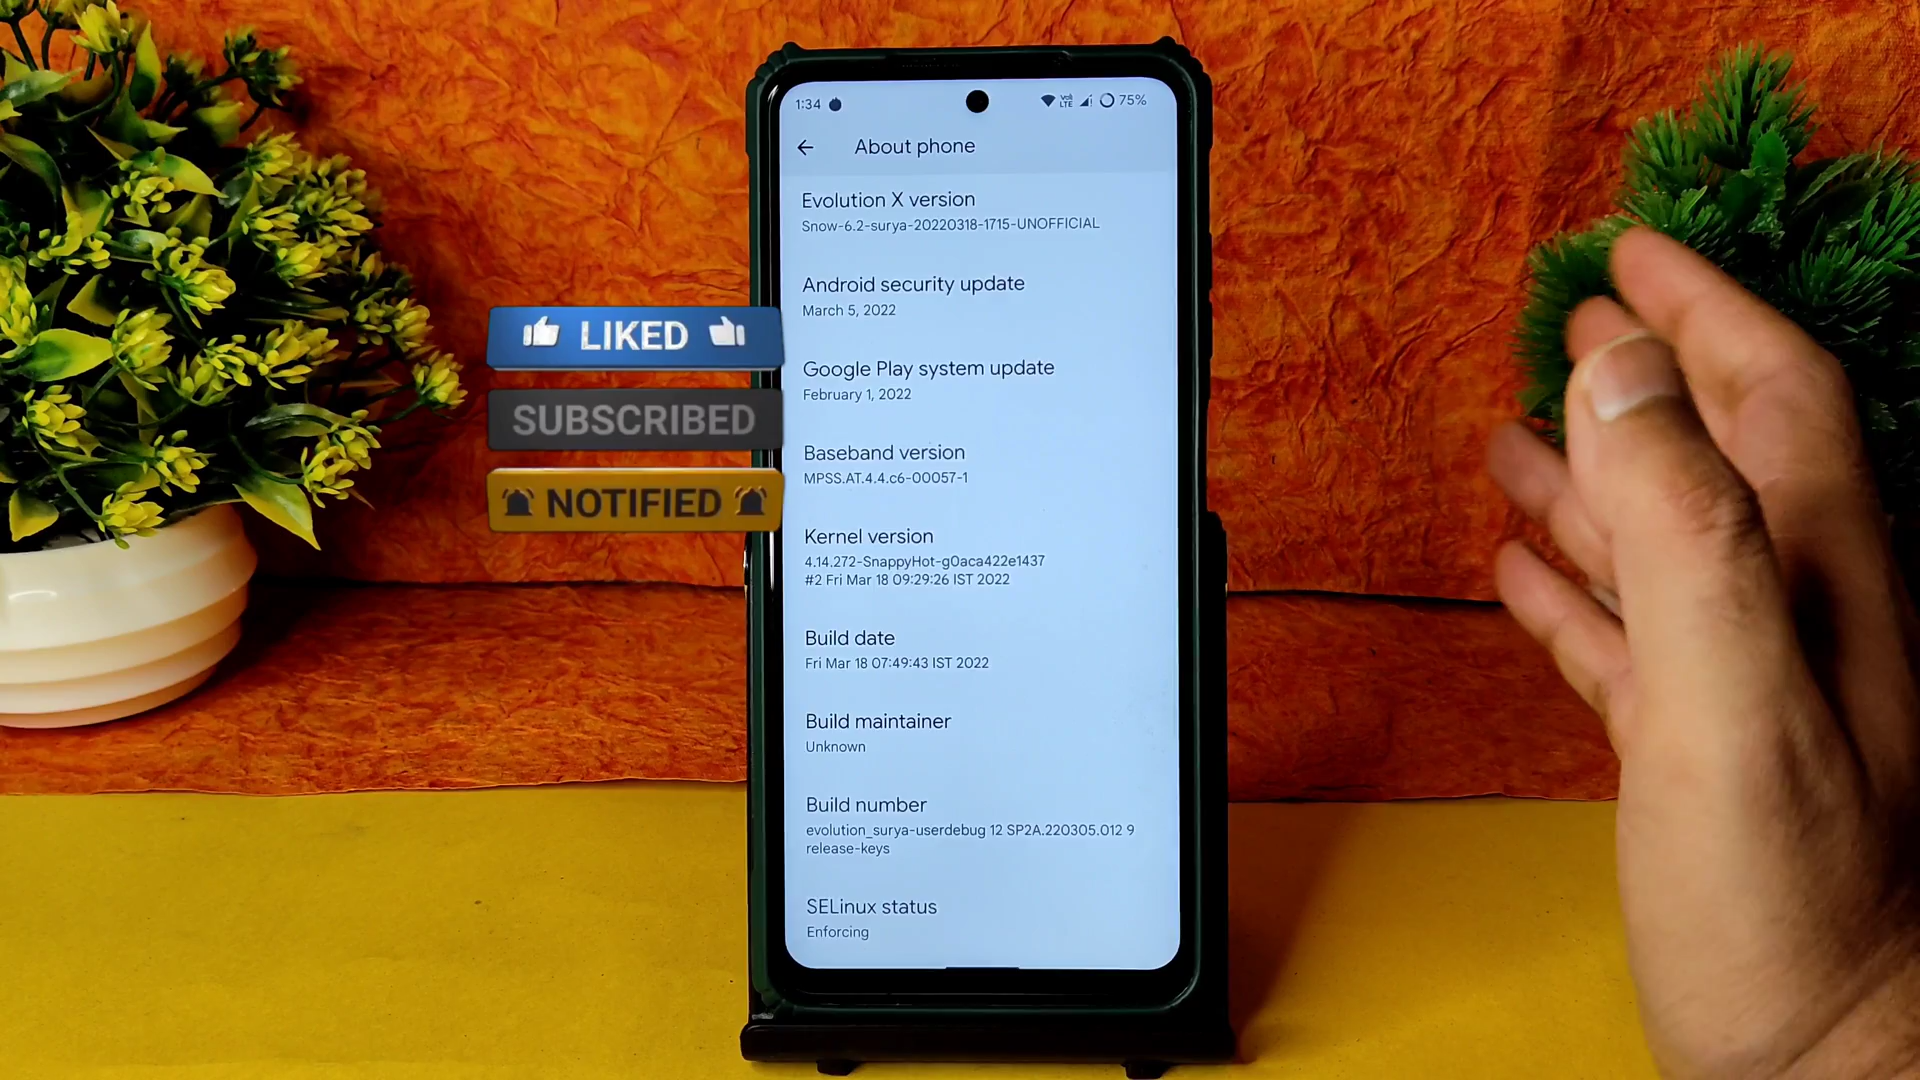 1:34
Vo))
LTE
75%
About phone
Evolution X version
Snow-6.2-surya-20220318-1715-UNOFFICIAL
Android security update
March 5, 2022
Google Play system update
February 1, 2022
Baseband version
MPSS.AT.4.4.c6-00057-1
Kernel version
4.14.272-SnappyHot-g0aca422e1437
#2 Fri Mar 18 09:29:26 IST 2022
Build date
Fri Mar 18 07:49:43 IST 2022
Build maintainer
Unknown
Build number
evolution_surya-userdebug 12 SP2A.220305.012 9
release-keys
SELinux status
Enforcing
LIKED
SUBSCRIBED
NOTIFIED